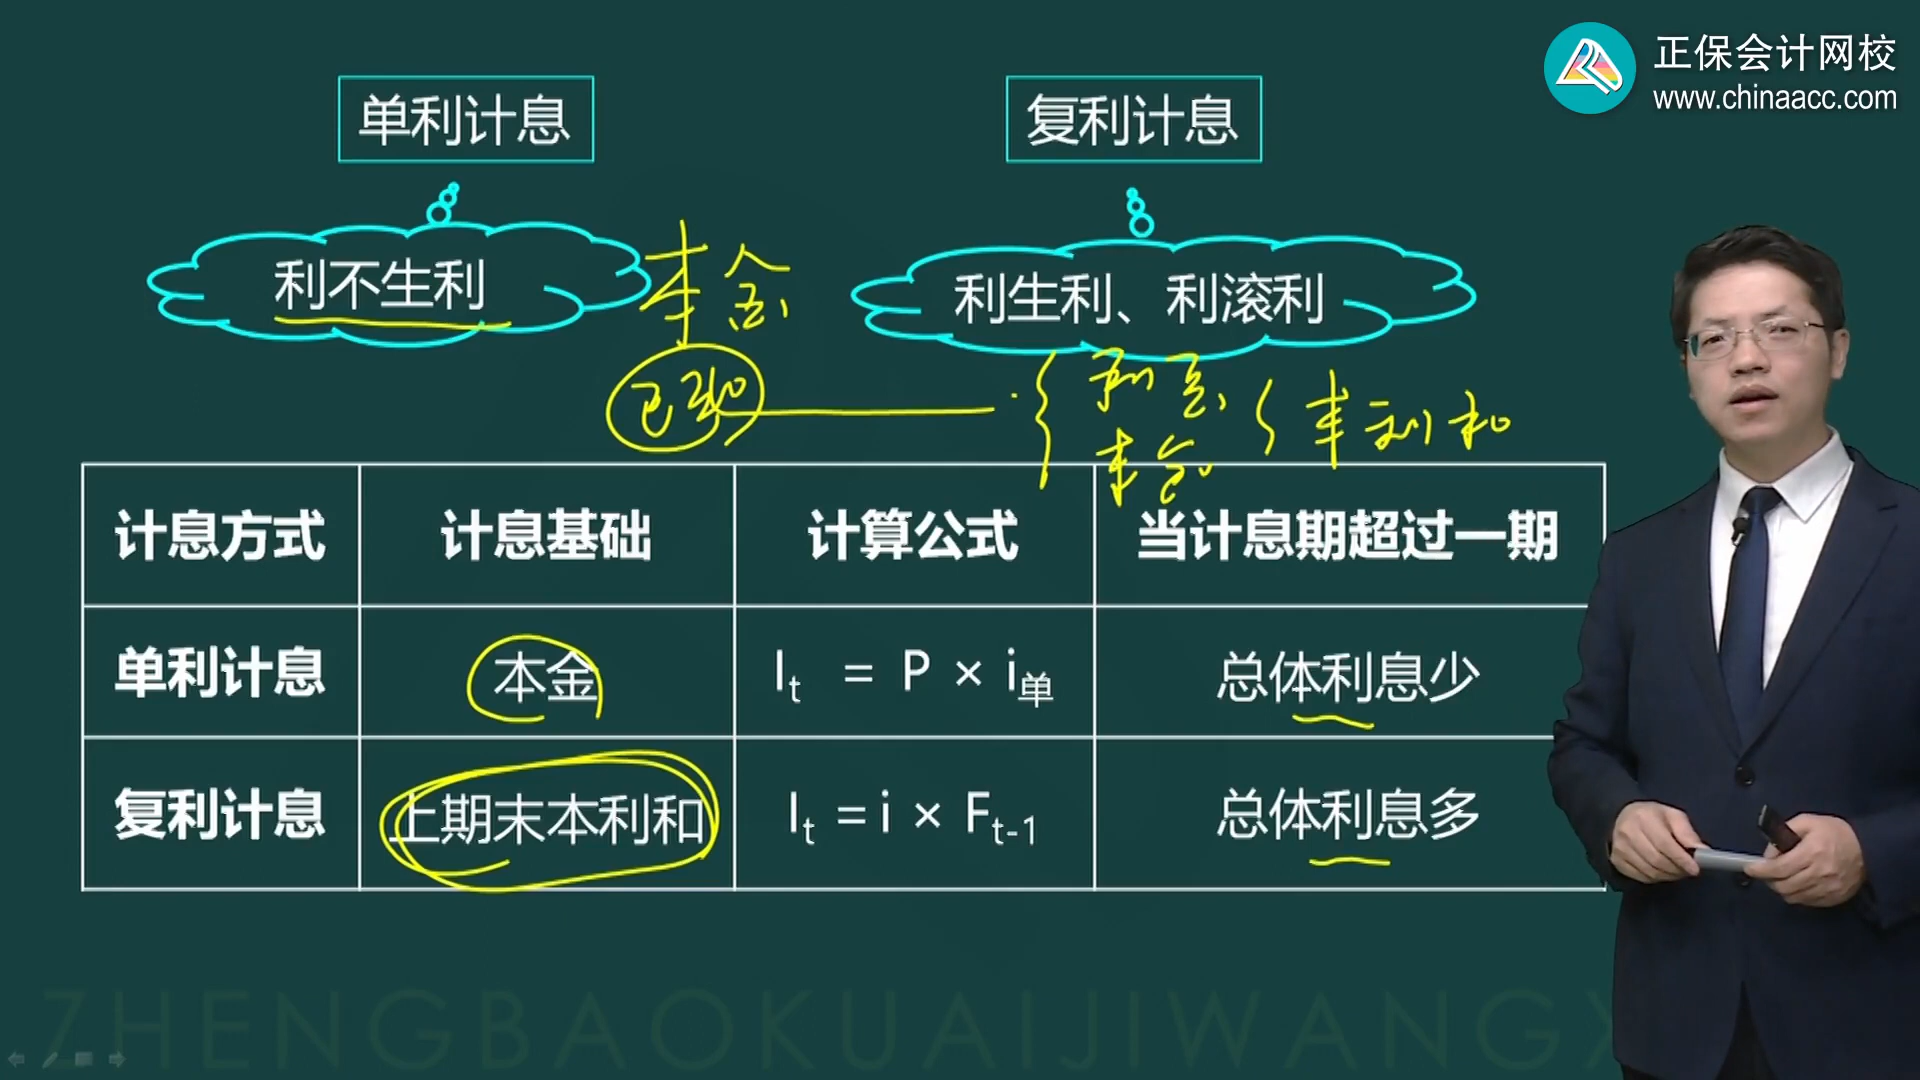 正保会计网校
www.chinaacc.com
单利计息
复利计息
利不生利
本金
利生利、利滚利
利息
本金
本利和
计息方式
计息基础
计算公式
当计息期超过一期
单利计息
本金
It = P × i单
总体利息少
复利计息
上期末本利和
It = i × Ft-1
总体利息多
ZHENGBAOKUAIJIWANGX